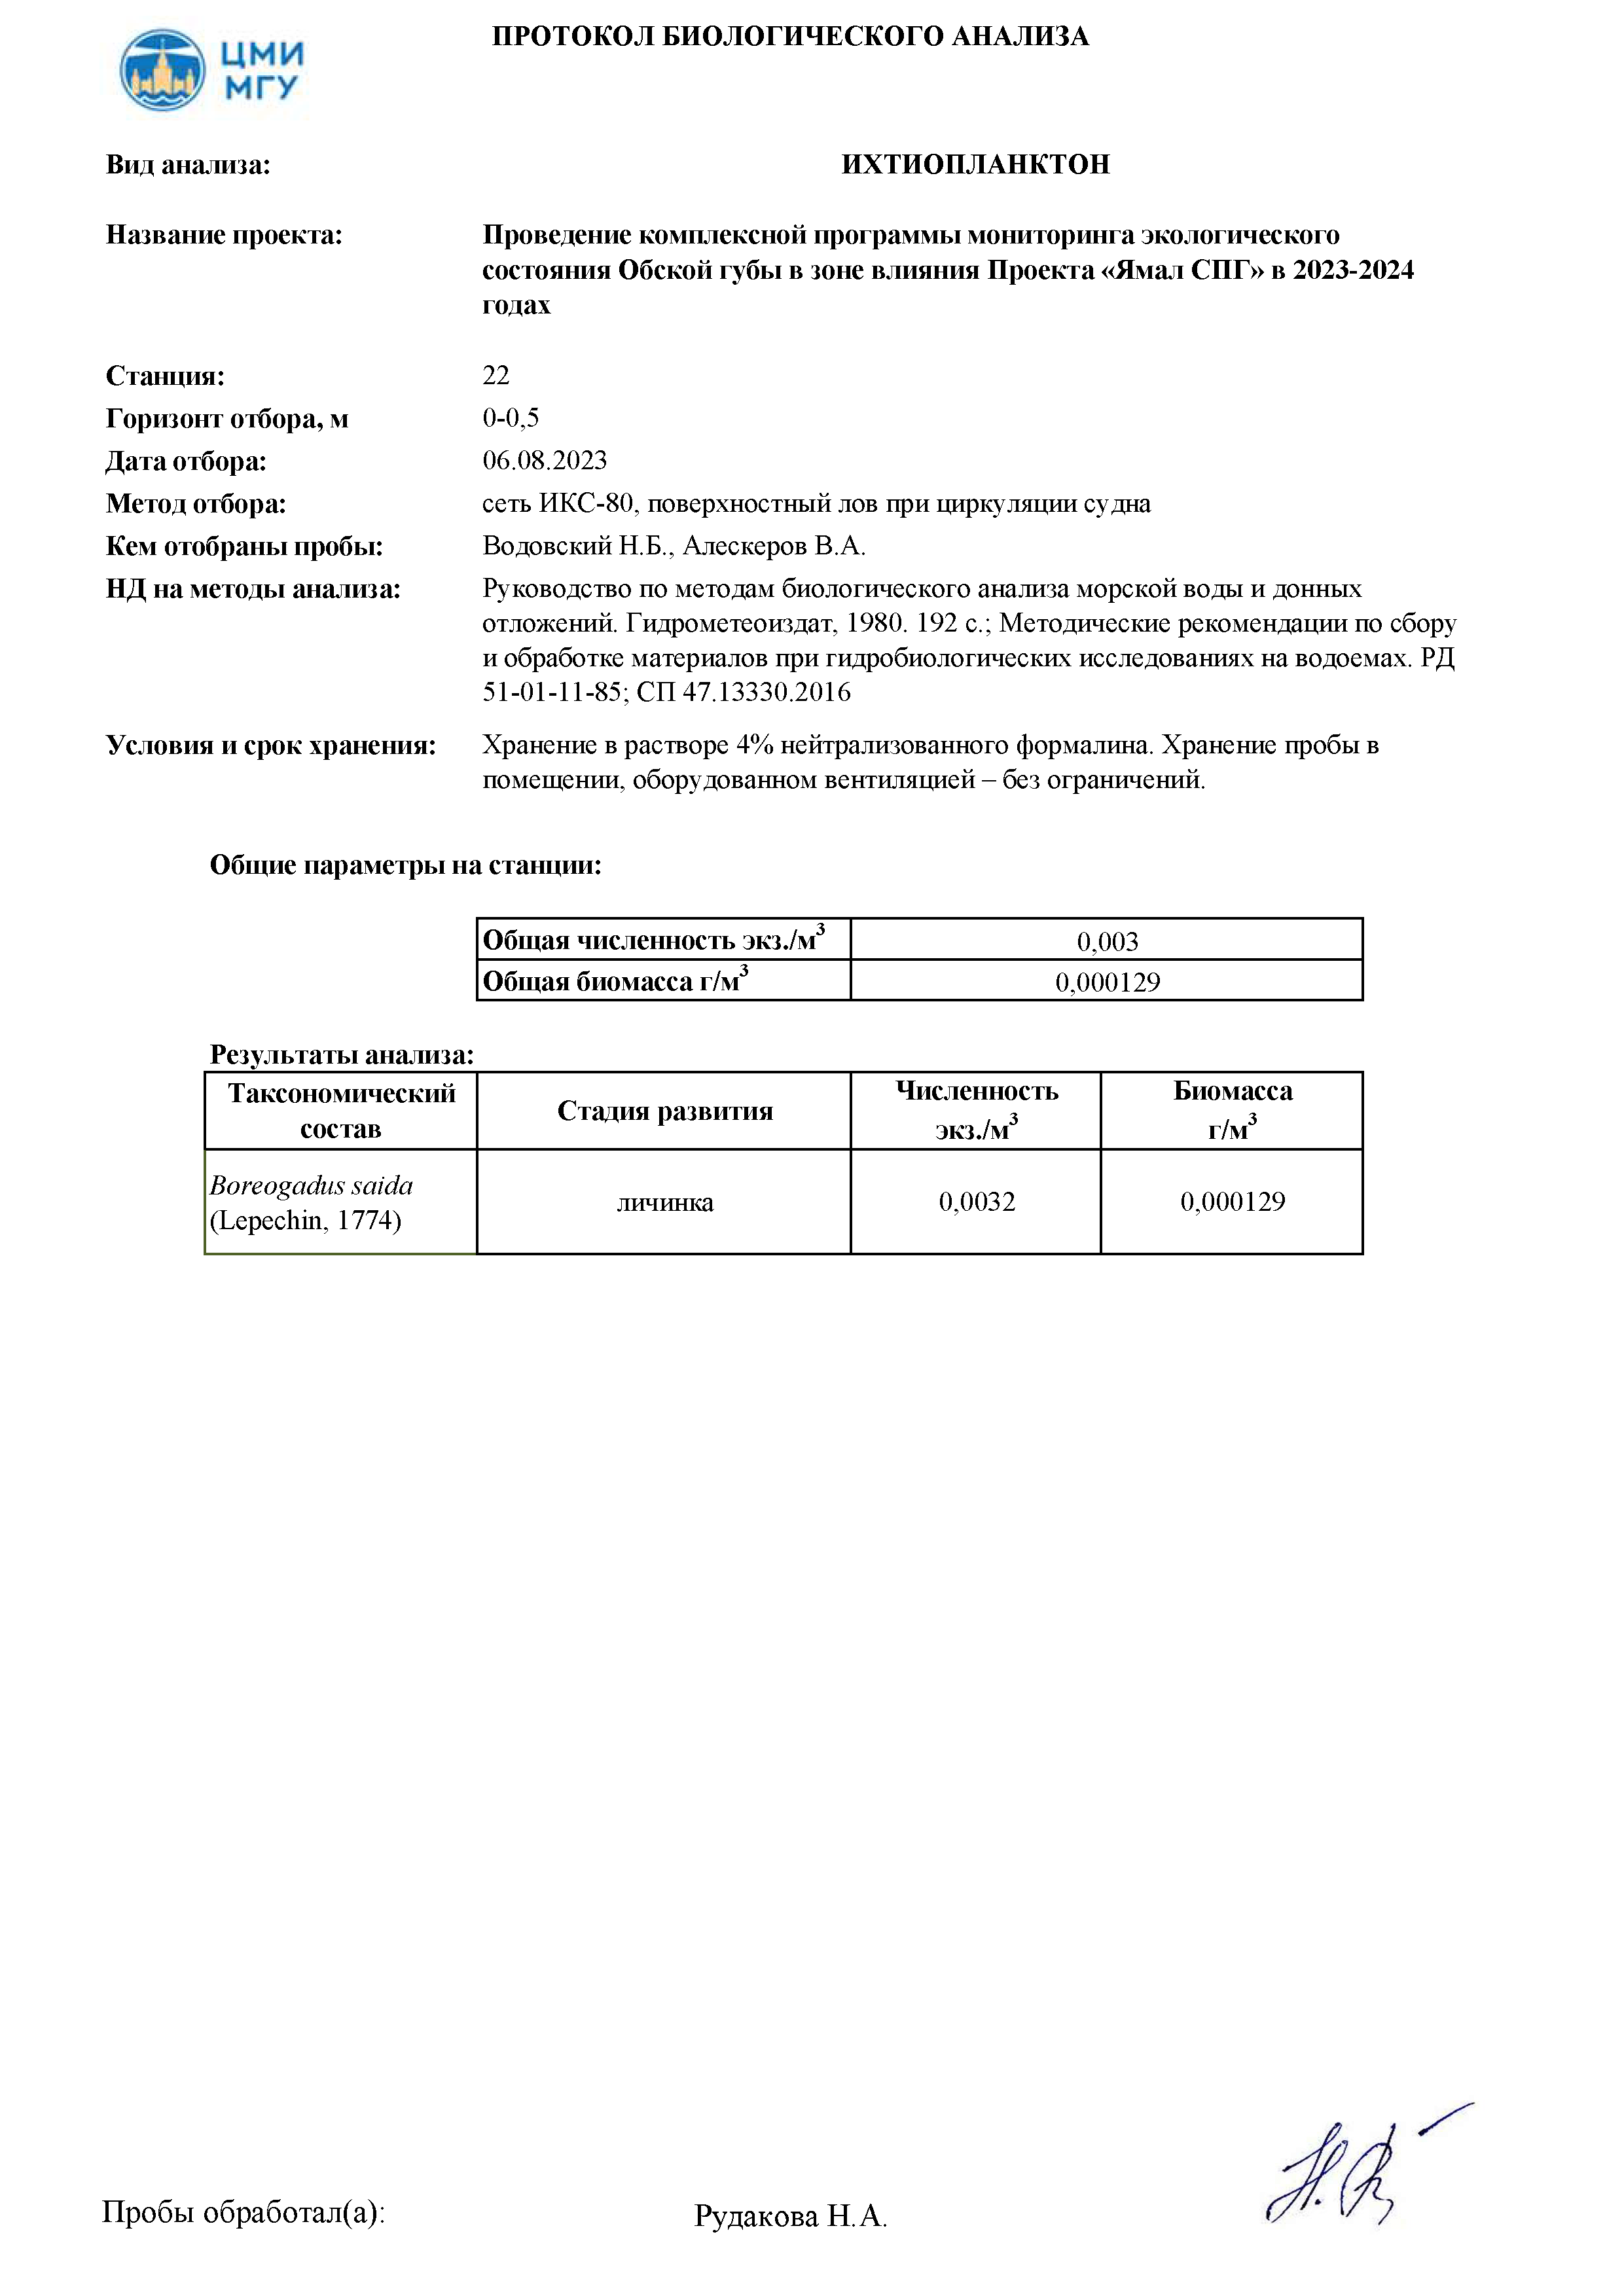 ЦМИ
МГУ
ПРОТОКОЛ БИОЛОГИЧЕСКОГО АНАЛИЗА
Вид анализа: ИХТИОПЛАНКТОН
Название проекта: Проведение комплексной программы мониторинга экологического
состояния Обской губы в зоне влияния Проекта «Ямал СПГ» в 2023-2024
годах
Станция: 22
Горизонт отбора, м 0-0,5
Дата отбора: 06.08.2023
Метод отбора: сеть ИКС-80, поверхностный лов при циркуляции судна
Кем отобраны пробы: Водовский Н.Б., Алескеров В.А.
НД на методы анализа: Руководство по методам биологического анализа морской воды и донных
отложений. Гидрометеоиздат, 1980. 192 с.; Методические рекомендации по сбору
и обработке материалов при гидробиологических исследованиях на водоемах. РД
51-01-11-85; СП 47.13330.2016
Условия и срок хранения: Хранение в растворе 4% нейтрализованного формалина. Хранение пробы в
помещении, оборудованном вентиляцией – без ограничений.
Общие параметры на станции:
Общая численность экз./м³ 0,003
Общая биомасса г/м³ 0,000129
Результаты анализа:
Таксономический состав Стадия развития Численность экз./м³ Биомасса г/м³
Boreogadus saida (Lepechin, 1774) личинка 0,0032 0,000129
Пробы обработал(а): Рудакова Н.А.